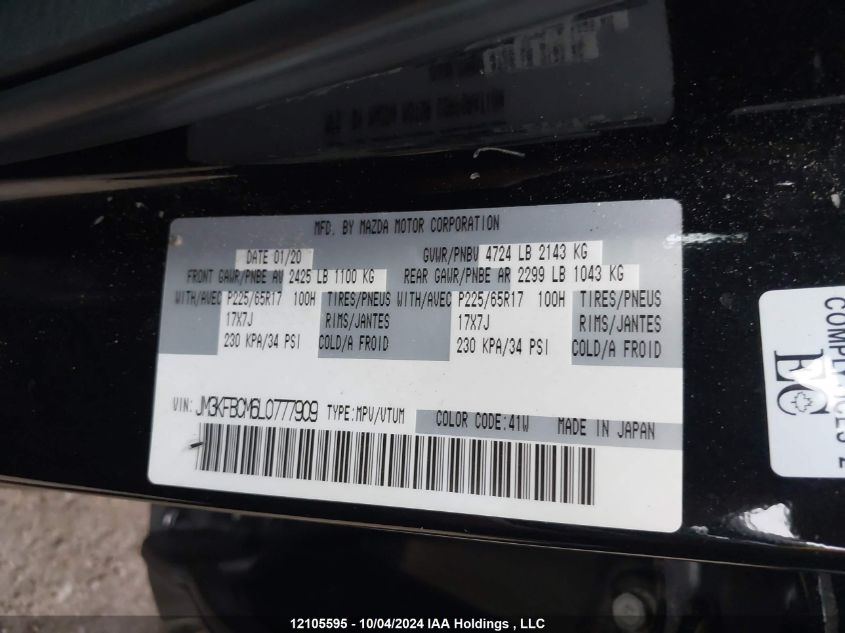 MFD. BY MAZDA MOTOR CORPORATION
DATE 01/20 GVWR/PNBV 4724 LB 2143 KG
FRONT GAWR/PNBE AV 2425 LB 1100 KG REAR GAWR/PNBE AR 2299 LB 1043 KG
WITH/AVEC P225/65R17 100H TIRES/PNEUS WITH/AVEC P225/65R17 100H TIRES/PNEUS
17X7J RIMS/JANTES 17X7J RIMS/JANTES
230 KPA/34 PSI COLD/A FROID 230 KPA/34 PSI COLD/A FROID
VIN: JM3KFBCM6L0777909 TYPE:MPV/VTUM COLOR CODE:41W MADE IN JAPAN
EC
12105595 - 10/04/2024 IAA Holdings , LLC